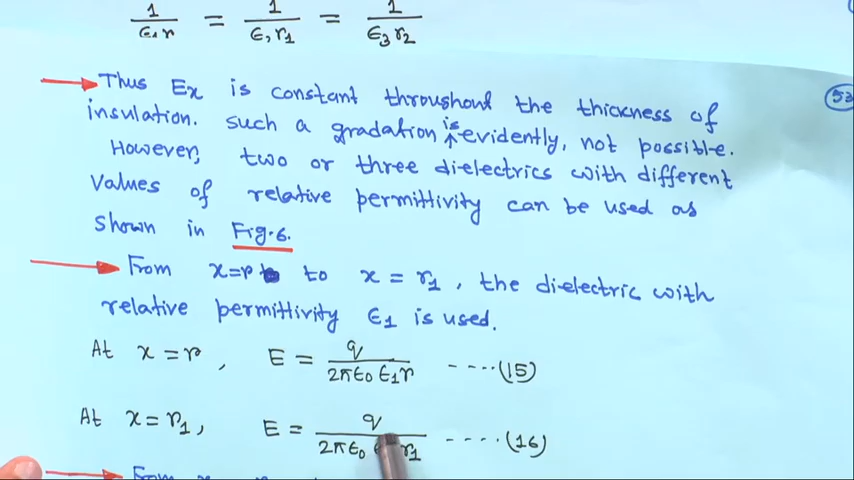 1/ϵ₁r = 1/ϵ₁r₁ = 1/ϵ₃r₂
Thus Ex is constant throughout the thickness of
53
insulation. such a gradation is evidently, not possible.
However, two or three dielectrics with different
values of relative permittivity can be used as
shown in Fig.6.
From x=r to x = r₁, the dielectric with
relative permittivity ϵ₁ is used.
At x=r, E = q/2πϵ₀ϵ₁r ----(15)
At x=r₁, E = q/2πϵ₀ r₁ ----(16)
From